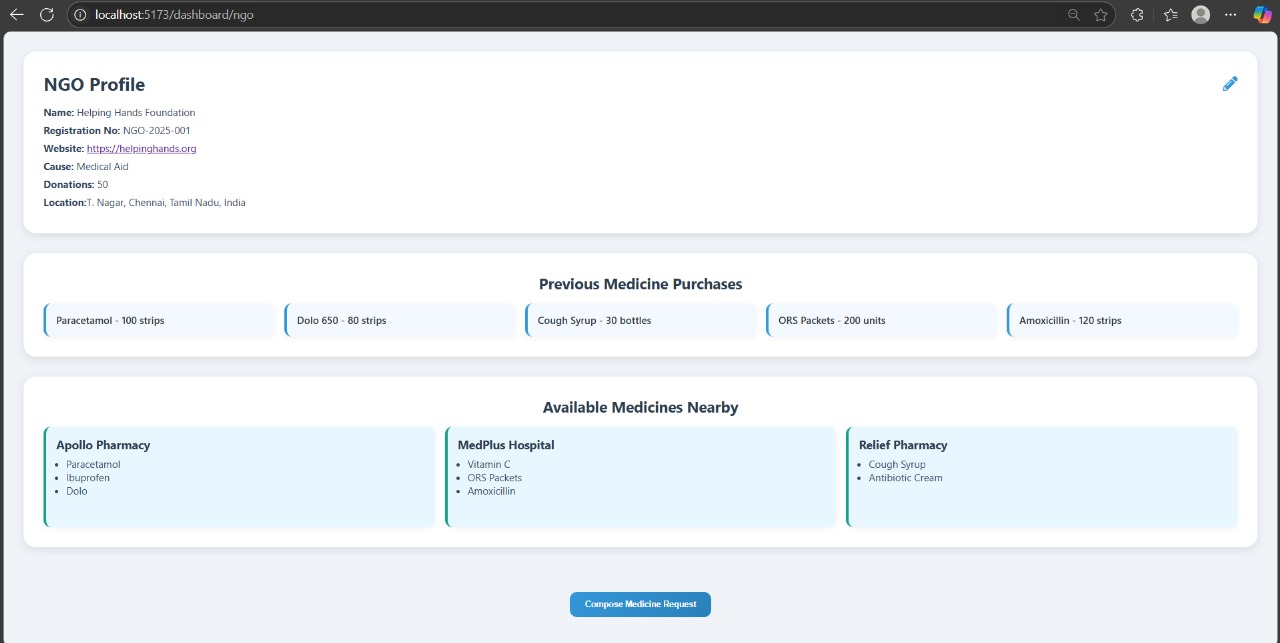 localhost:5173/dashboard/ngo
NGO Profile
Name: Helping Hands Foundation
Registration No: NGO-2025-001
Website: https://helpinghands.org
Cause: Medical Aid
Donations: 50
Location:T. Nagar, Chennai, Tamil Nadu, India
Previous Medicine Purchases
Paracetamol - 100 strips
Dolo 650 - 80 strips
Cough Syrup - 30 bottles
ORS Packets - 200 units
Amoxicillin - 120 strips
Available Medicines Nearby
Apollo Pharmacy
Paracetamol
Ibuprofen
Dolo
MedPlus Hospital
Vitamin C
ORS Packets
Amoxicillin
Relief Pharmacy
Cough Syrup
Antibiotic Cream
Compose Medicine Request